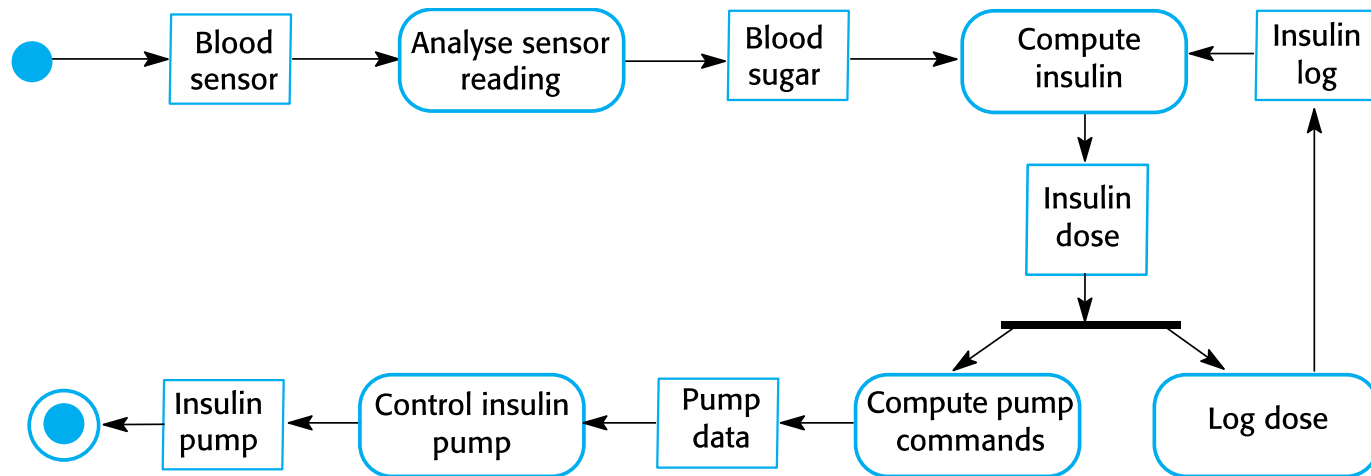 Blood
sensor
Analyse sensor
reading
Blood
sugar
Compute
insulin
Insulin
log
Insulin
dose
Insulin
pump
Control insulin
pump
Pump
data
Compute pump
commands
Log dose